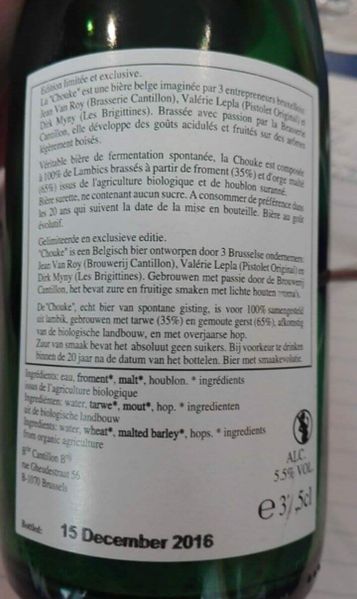 Edition limitée et exclusive.
La "Chouke" est une bière belge imaginée par 3 entrepreneurs bruxellois
Jean Van Roy (Brasserie Cantillon), Valérie Lepla (Pistolet Original) et
Dirk Myny (Les Brigittines). Brassée avec passion par la Brasserie
Cantillon, elle développe des goûts acidulés et fruités sur des arômes
légèrement boisés.
Véritable bière de fermentation spontanée, la Chouke est composée
à 100% de Lambics brassés à partir de froment (35%) et d'orge malté
(65%) issus de l'agriculture biologique et de houblon suranné.
Bière surette, ne contenant aucun sucre. A consommer de préférence dans
les 20 ans qui suivent la date de la mise en bouteille. Bière au goût
évolutif.
Gelimiteerde en exclusieve editie.
"Chouke" is een Belgisch bier ontworpen door 3 Brusselse ondernemers
Jean Van Roy (Brouwerij Cantillon), Valérie Lepla (Pistolet Original) en
Dirk Myny (Les Brigittines). Gebrouwen met passie door de Brouwerij
Cantillon, het bevat zure en fruitige smaken met lichte houten
De "Chouke", echt bier van spontane gisting, is voor 100% samengesteld
uit lambik, gebrouwen met tarwe (35%) en gemoute gerst (65%), afkomstig
van de biologische landbouw, en met overjaarse hop.
Zuur van smaak bevat het absoluut geen suikers. Bij voorkeur te drinken
binnen de 20 jaar na de datum van het bottelen. Bier met smaakevolutie.
Ingrédients: eau, froment*, malt*, houblon. * ingrédients
issus de l'agriculture biologique
Ingrediënten: water, tarwe*, mout*, hop. * ingredienten
uit de biologische landbouw
Ingredients: water, wheat*, malted barley*, hops. * ingredients
from organic agriculture
Cantillon
rue Gheudestraat 56
B-1070 Brussels
ALC.
5.5% VOL.
e 37,5cl
Bottled: 15 December 2016